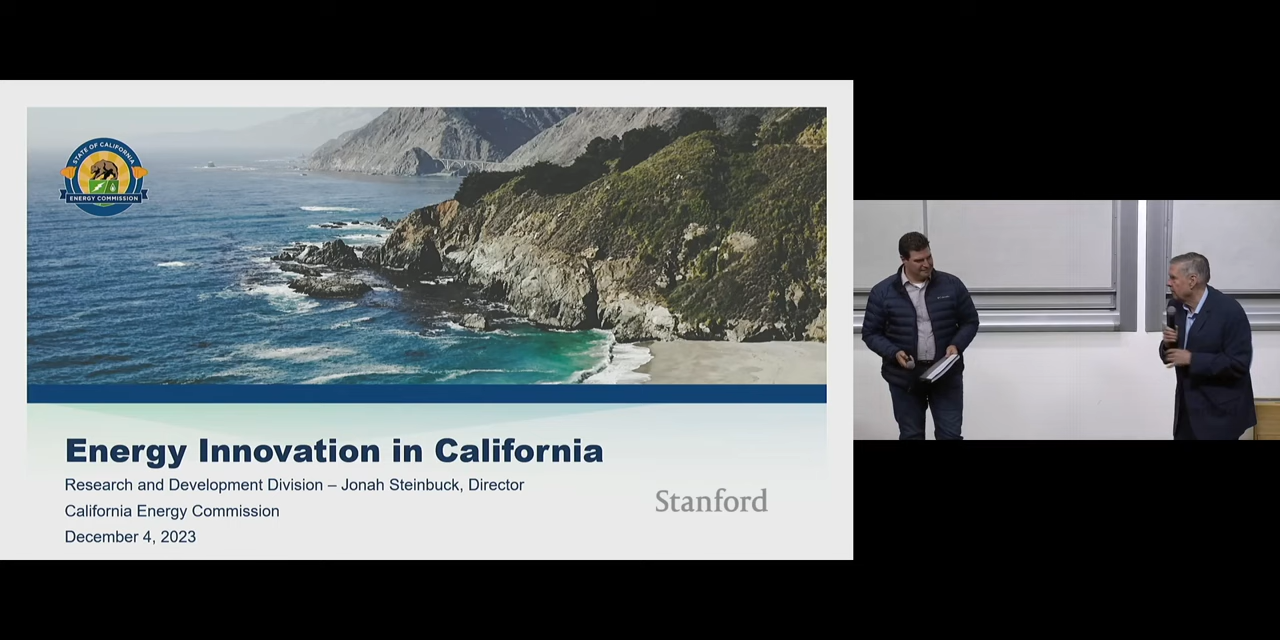 STATE OF CALIFORNIA
ENERGY COMMISSION
Energy Innovation in California
Research and Development Division – Jonah Steinbuck, Director
California Energy Commission
December 4, 2023
Stanford